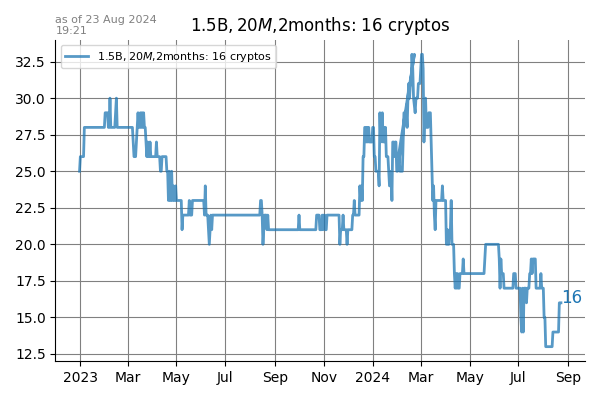 as of 23 Aug 2024
19:21
1.5B, 20M,2months: 16 cryptos
1.5B, 20M,2months: 16 cryptos
32.5
30.0
27.5
25.0
22.5
20.0
17.5
15.0
12.5
16
2023 Mar May Jul Sep Nov 2024 Mar May Jul Sep